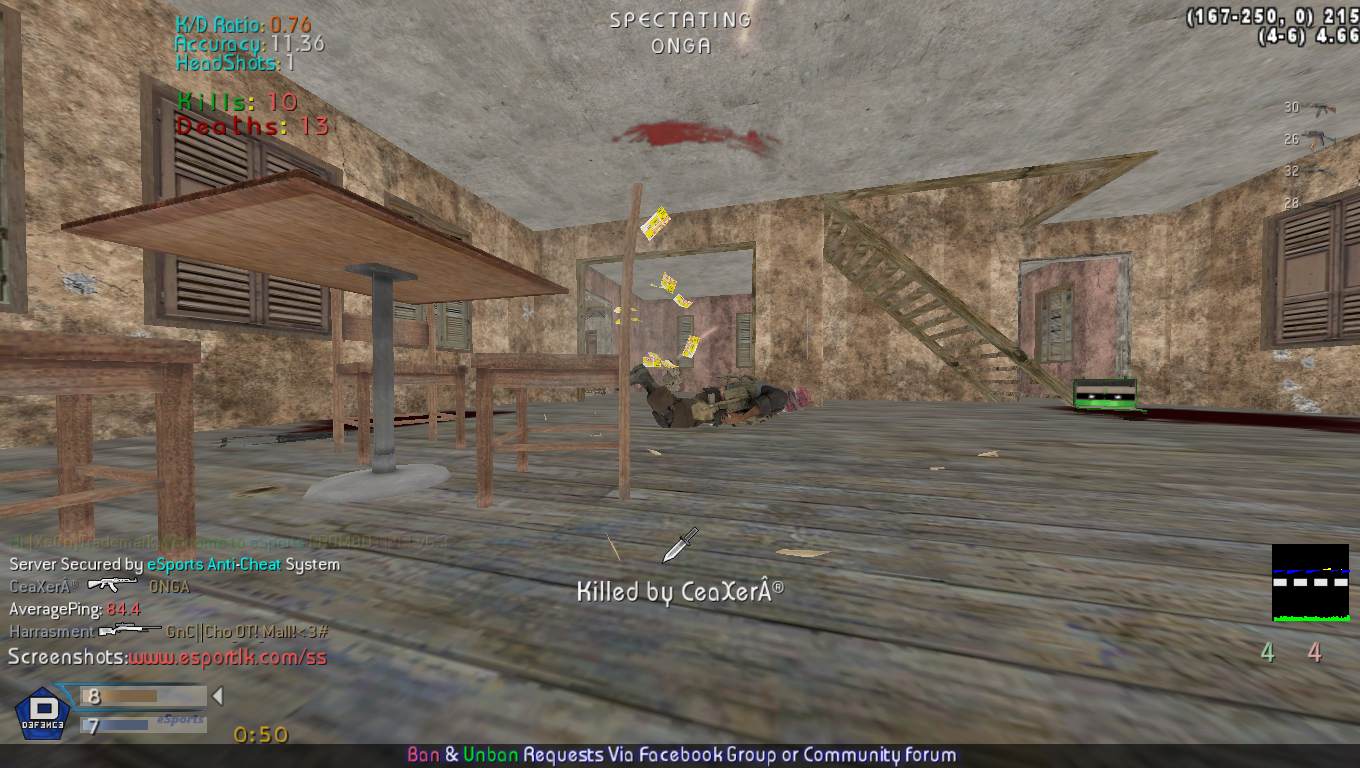 K/D Ratio: 0.76
Accuracy: 11.36
HeadShots: 1
Kills: 10
Deaths: 13
SPECTATING
ONGA
(167-250, 0) 215
(4-6) 4.66
30
26
32
28
Server Secured by eSports Anti-Cheat System
CeaXerÂ® ONGA
AveragePing: 84.4
Harrasment GnC||Cho OT! Mall!<3#
Screenshots:www.esportlk.com/ss
Killed by CeaXerÂ®
4 4
8
D3F3NC3
7 eSports
0:50
Ban & Unban Requests Via Facebook Group or Community forum